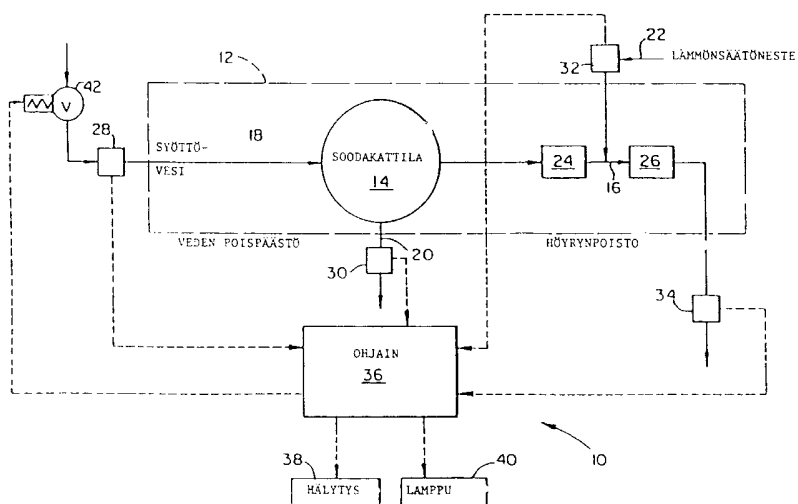 12
22
32
LÄMMÖNSÄÄTÖNESTE
42
V
28
SYÖTTÖ-
VESI
18
SOODAKATTILA
14
24
16
26
VEDEN POISPÄÄSTÖ
20
HÖYRYNPOISTO
30
34
OHJAIN
36
38
HÄLYTYS
40
LAMPPU
10